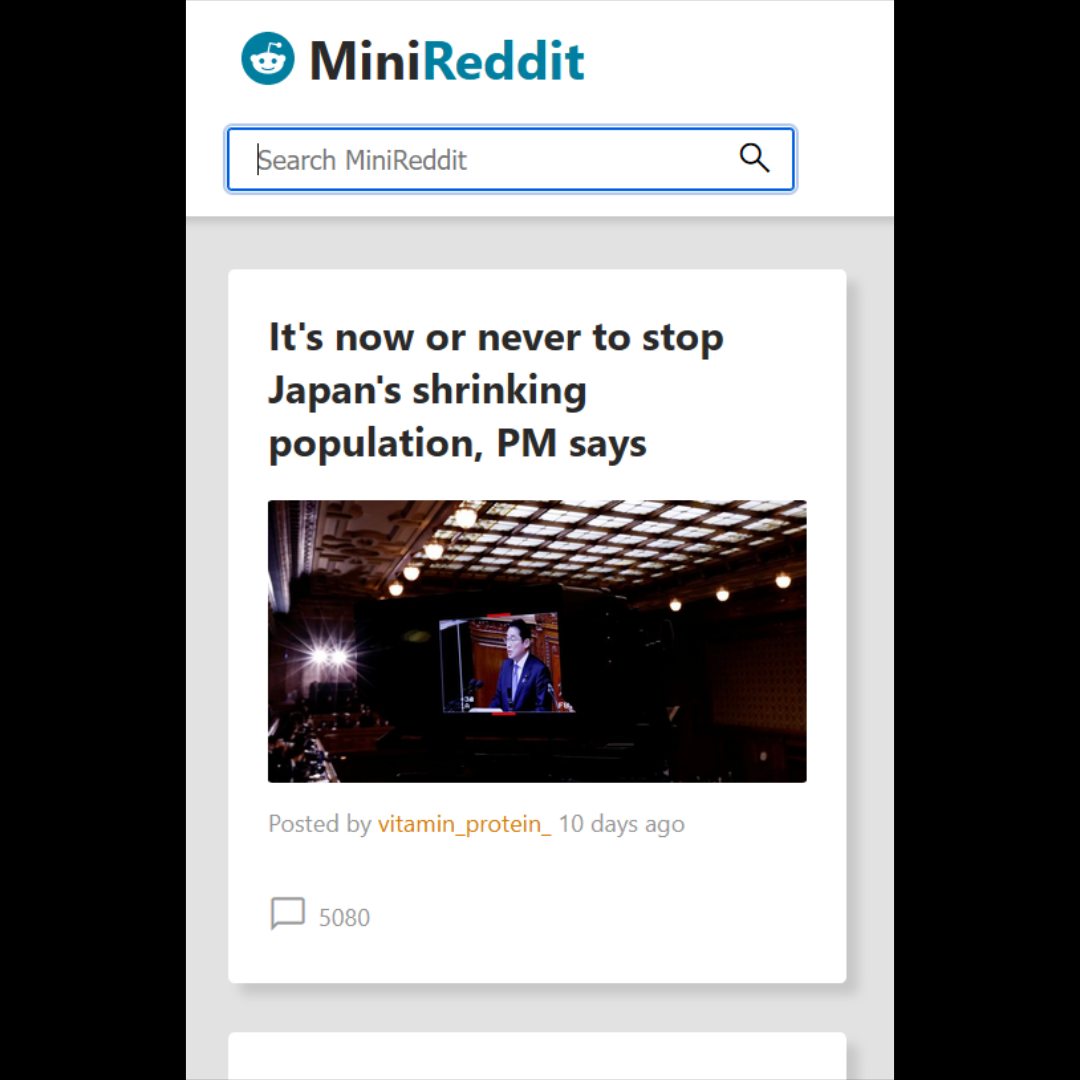 MiniReddit
Search MiniReddit
It's now or never to stop
Japan's shrinking
population, PM says
Posted by vitamin_protein_ 10 days ago
5080